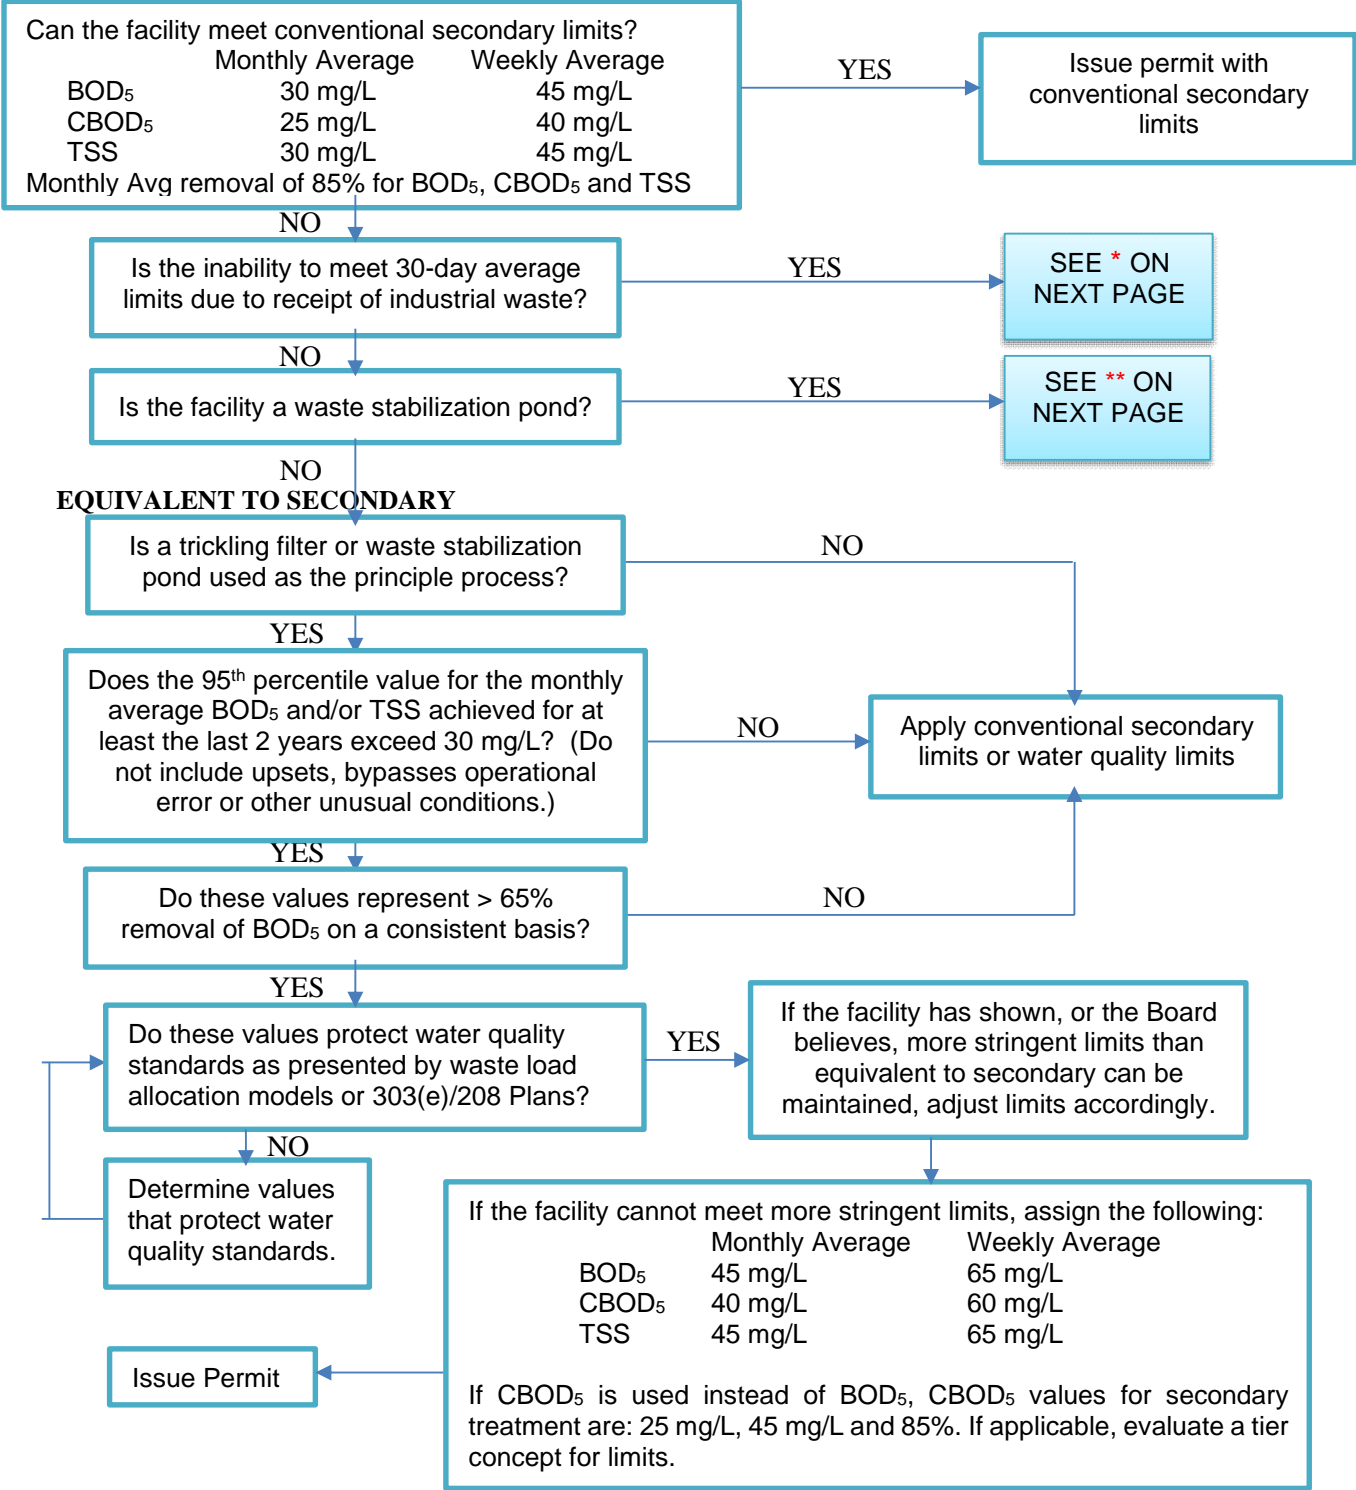 Can the facility meet conventional secondary limits?
Monthly Average Weekly Average
BOD5 30 mg/L 45 mg/L
CBOD5 25 mg/L 40 mg/L
TSS 30 mg/L 45 mg/L
Monthly Avg removal of 85% for BOD5, CBOD5 and TSS
YES
Issue permit with
conventional secondary
limits
NO
Is the inability to meet 30-day average
limits due to receipt of industrial waste?
YES
SEE * ON
NEXT PAGE
NO
Is the facility a waste stabilization pond?
YES
SEE ** ON
NEXT PAGE
NO
EQUIVALENT TO SECONDARY
Is a trickling filter or waste stabilization
pond used as the principle process?
NO
YES
Does the 95th percentile value for the monthly
average BOD5 and/or TSS achieved for at
least the last 2 years exceed 30 mg/L? (Do
not include upsets, bypasses operational
error or other unusual conditions.)
NO
Apply conventional secondary
limits or water quality limits
YES
Do these values represent > 65%
removal of BOD5 on a consistent basis?
NO
YES
Do these values protect water quality
standards as presented by waste load
allocation models or 303(e)/208 Plans?
YES
If the facility has shown, or the Board
believes, more stringent limits than
equivalent to secondary can be
maintained, adjust limits accordingly.
NO
Determine values
that protect water
quality standards.
If the facility cannot meet more stringent limits, assign the following:
Monthly Average Weekly Average
BOD5 45 mg/L 65 mg/L
CBOD5 40 mg/L 60 mg/L
TSS 45 mg/L 65 mg/L
If CBOD5 is used instead of BOD5, CBOD5 values for secondary
treatment are: 25 mg/L, 45 mg/L and 85%. If applicable, evaluate a tier
concept for limits.
Issue Permit